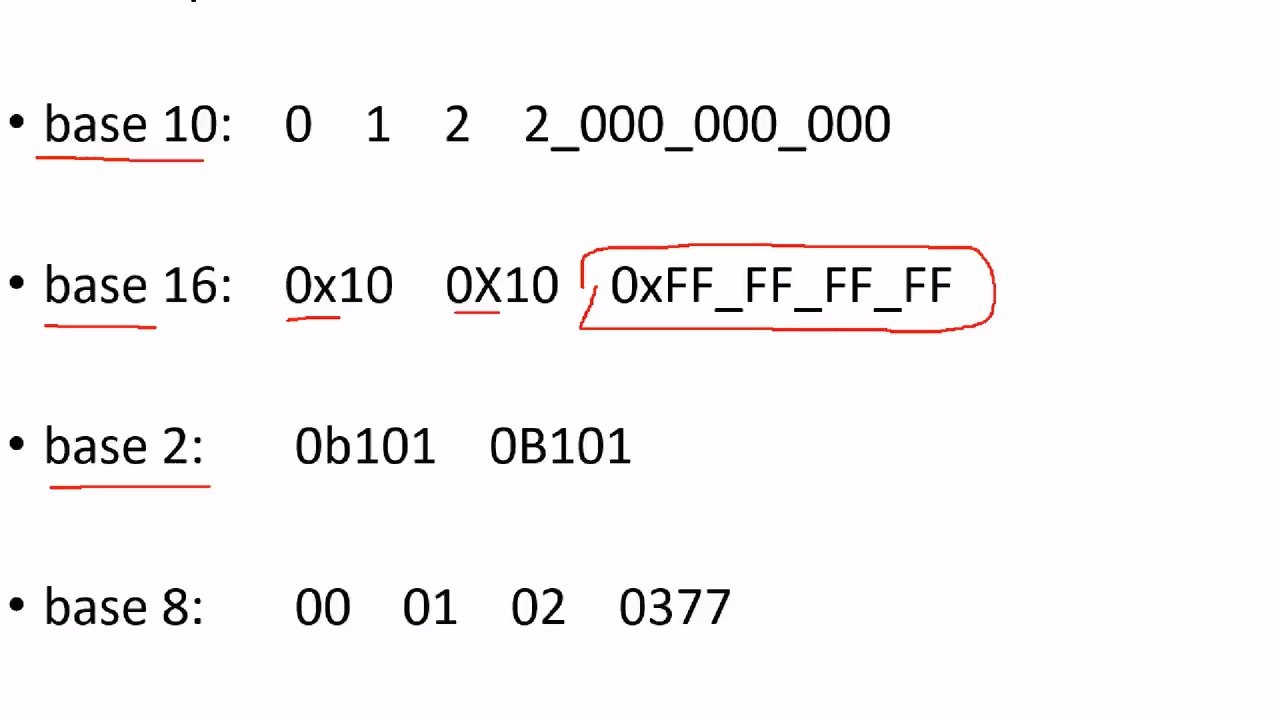 • base 10: 0 1 2 2_000_000_000
• base 16: 0x10 0X10 0xFF_FF_FF_FF
• base 2: 0b101 0B101
• base 8: 00 01 02 0377